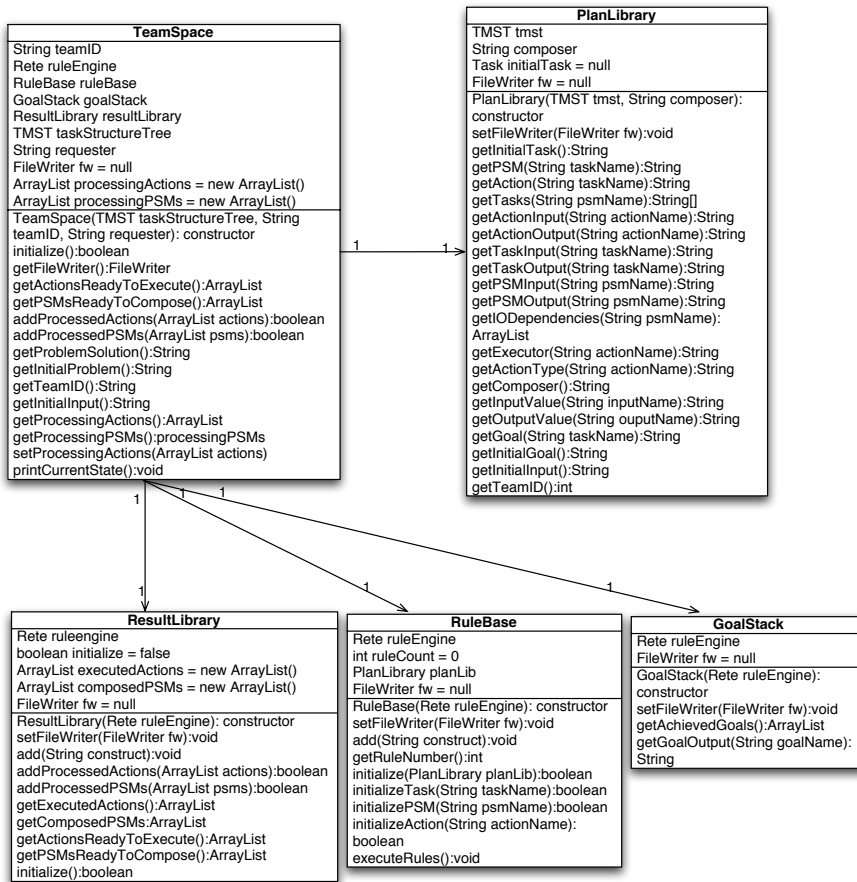 TeamSpace
String teamID
Rete ruleEngine
RuleBase ruleBase
GoalStack goalStack
ResultLibrary resultLibrary
TMST taskStructureTree
String requester
FileWriter fw = null
ArrayList processingActions = new ArrayList()
ArrayList processingPSMs = new ArrayList()
TeamSpace(TMST taskStructureTree, String
teamID, String requester): constructor
initialize():boolean
getFileWriter():FileWriter
getActionsReadyToExecute():ArrayList
getPSMsReadyToCompose():ArrayList
addProcessedActions(ArrayList actions):boolean
addProcessedPSMs(ArrayList psms):boolean
getProblemSolution():String
getInitialProblem():String
getTeamID():String
getInitialInput():String
getProcessingActions():ArrayList
getProcessingPSMs():processingPSMs
setProcessingActions(ArrayList actions)
printCurrentState():void
1
1
PlanLibrary
TMST tmst
String composer
Task initialTask = null
FileWriter fw = null
PlanLibrary(TMST tmst, String composer):
constructor
setFileWriter(FileWriter fw):void
getInitialTask():String
getPSM(String taskName):String
getAction(String taskName):String
getTasks(String psmName):String[]
getActionInput(String actionName):String
getActionOutput(String actionName):String
getTaskInput(String taskName):String
getTaskOutput(String taskName):String
getPSMInput(String psmName):String
getPSMOutput(String psmName):String
getIODependencies(String psmName):
ArrayList
getExecutor(String actionName):String
getActionType(String actionName):String
getComposer():String
getInputValue(String inputName):String
getOutputValue(String ouputName):String
getGoal(String taskName):String
getInitialGoal():String
getInitialInput():String
getTeamID():int
1
1
1
1
1
1
ResultLibrary
Rete ruleengine
boolean initialize = false
ArrayList executedActions = new ArrayList()
ArrayList composedPSMs = new ArrayList()
FileWriter fw = null
ResultLibrary(Rete ruleEngine): constructor
setFileWriter(FileWriter fw):void
add(String construct):void
addProcessedActions(ArrayList actions):boolean
addProcessedPSMs(ArrayList psms):boolean
getExecutedActions():ArrayList
getComposedPSMs:ArrayList
getActionsReadyToExecute():ArrayList
getPSMsReadyToCompose():ArrayList
initialize():boolean
RuleBase
Rete ruleEngine
int ruleCount = 0
PlanLibrary planLib
FileWriter fw = null
RuleBase(Rete ruleEngine): constructor
setFileWriter(FileWriter fw):void
add(String construct):void
getRuleNumber():int
initialize(PlanLibrary planLib):boolean
initializeTask(String taskName):boolean
initializePSM(String psmName):boolean
initializeAction(String actionName):
boolean
executeRules():void
GoalStack
Rete ruleEngine
FileWriter fw = null
GoalStack(Rete ruleEngine):
constructor
setFileWriter(FileWriter fw):void
getAchievedGoals():ArrayList
getGoalOutput(String goalName):
String